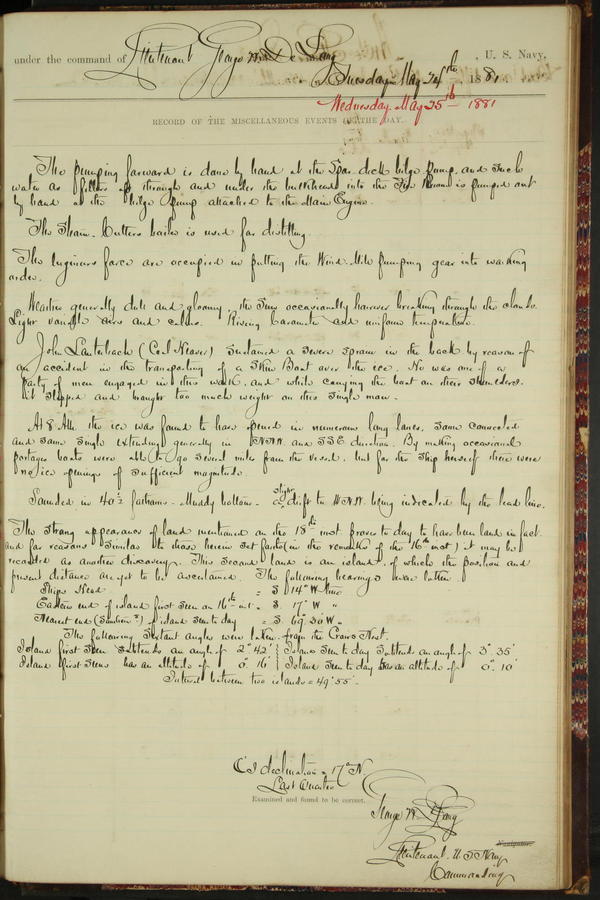 under the command of Lieutenant George W. De Long, U. S. Navy,
Tuesday May 24th, 1881
Wednesday May 25th 1881
RECORD OF THE MISCELLANEOUS EVENTS OF THE DAY.
The pumping forward is done by hand at the Spar deck bilge pump, and such
water as filters through and under the bulkhead into the Fire Room is pumped out
by hand at the bilge pump attached to the Main Engine.
The Steam Cutters boiler is used for distilling.
The Engineers force are occupied in putting the Wind Mill pumping gear into working
order.
Weather generally dull and gloomy, the Sun occasionally however breaking through the clouds.
Light variable airs and calms. Rising barometer and uniform temperature.
John Lauterbach (Coal Heaver) sustained a severe sprain in the back by reason of
an accident in the transporting of a Skin Boat over the ice. He was one of a
party of men engaged in this work, and while carrying the boat on their shoulders
it slipped and brought too much weight on this single man.
At 8 AM the ice was found to have opened in numerous long lanes, some connected
and some single extending generally in NNW and SSE direction. By making occasional
portages boats were able to go several miles from the vessel, but for the ship herself there were
no ice openings of sufficient magnitude.
Sounded in 40½ fathoms - Muddy bottom - a slight drift to WNW being indicated by the lead line.
The strong appearance of land mentioned on the 18th inst. proves to day to have been land in fact
and for reasons similar to those herein set forth (in the remarks of the 16th inst) it may be
recorded as another discovery. This second land is an island, of which the position and
present distance are yet to be ascertained. The following bearings were taken.
Ships Head = S 14° W true
Eastern end of island first seen on 16th inst = S. 17° W "
Nearest end of island seen to day = S. 69.30 W "
The following Sextant angles were taken from the Crows Nest.
Island first seen subtends an angle of 2° 42' } Island seen to day subtends an angle of 3° 35'
Island first seen has an altitude of 0° 16' } Island seen to day has an altitude of 0° 10'
Interval between two islands = 49° 55'.
declination 17° N
Last Quarter
Examined and found to be correct.
George W. De Long
Navigator.
Lieutenant U S Navy
Commanding